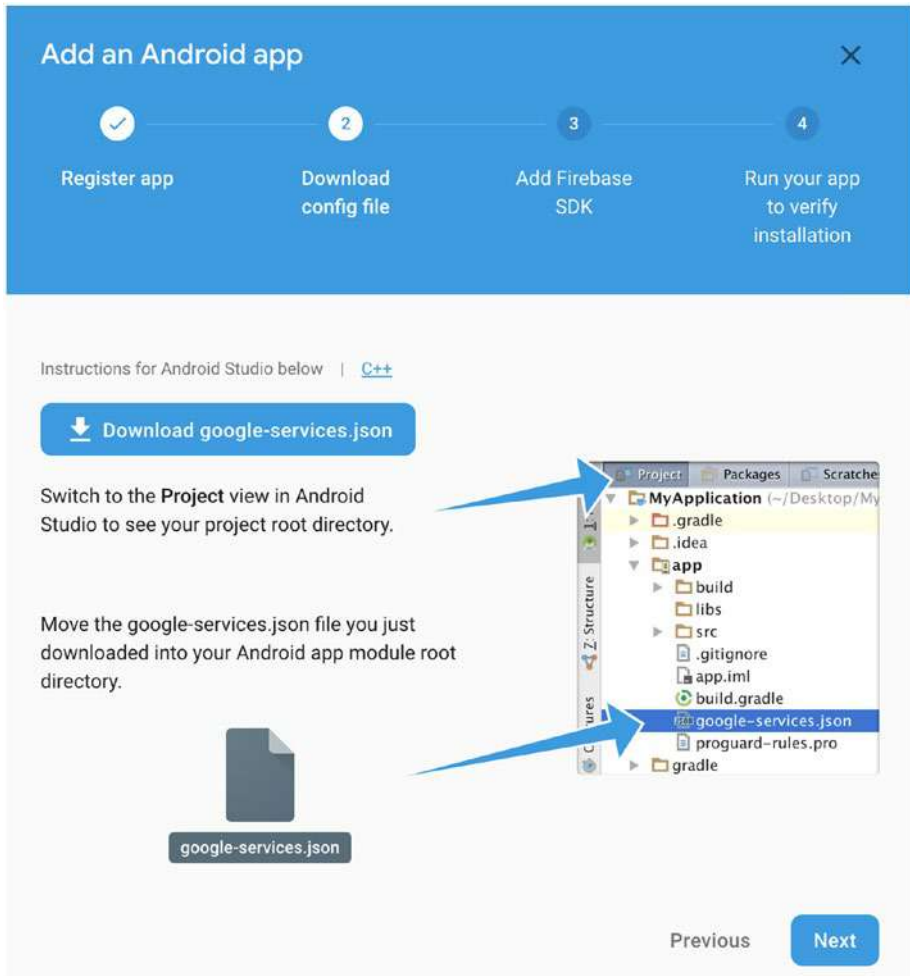 Add an Android app
2
3
4
Register app
Download
config file
Add Firebase
SDK
Run your app
to verify
installation
Instructions for Android Studio below | C++
Download google-services.json
Switch to the Project view in Android
Studio to see your project root directory.
Move the google-services.json file you just
downloaded into your Android app module root
directory.
google-services.json
Project Packages Scratche
MyApplication (~/Desktop/My
.gradle
.idea
app
build
libs
src
.gitignore
app.iml
build.gradle
google-services.json
proguard-rules.pro
gradle
Z: Structure
Previous
Next